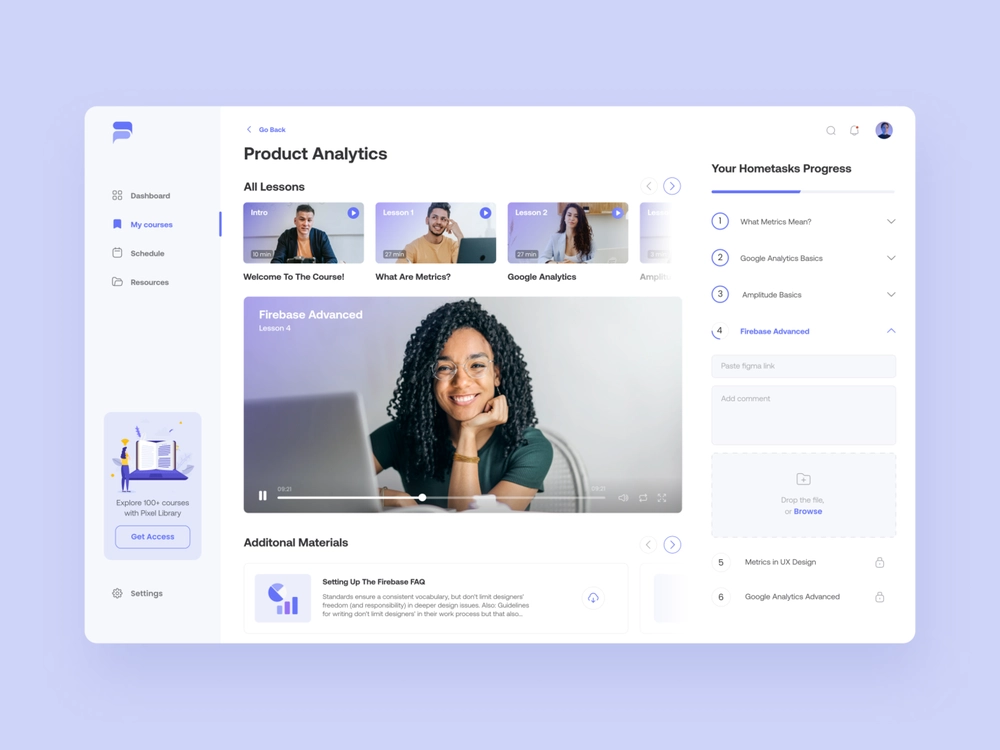 Dashboard
My courses
Schedule
Resources
Explore 100+ courses
with Pixel Library
Get Access
Settings
Go Back
Product Analytics
All Lessons
Intro
10 min
Welcome To The Course!
Lesson 1
27 min
What Are Metrics?
Lesson 2
27 min
Google Analytics
Firebase Advanced
Lesson 4
09:21
09:21
Additonal Materials
Setting Up The Firebase FAQ
Standards ensure a consistent vocabulary, but don't limit designers'
freedom (and responsibility) in deeper design issues. Also: Guidelines
for writing don't limit designers' in their work process but that also...
Your Hometasks Progress
1 What Metrics Mean?
2 Google Analytics Basics
3 Amplitude Basics
4 Firebase Advanced
Paste figma link
Add comment
Drop the file,
or Browse
5 Metrics in UX Design
6 Google Analytics Advanced